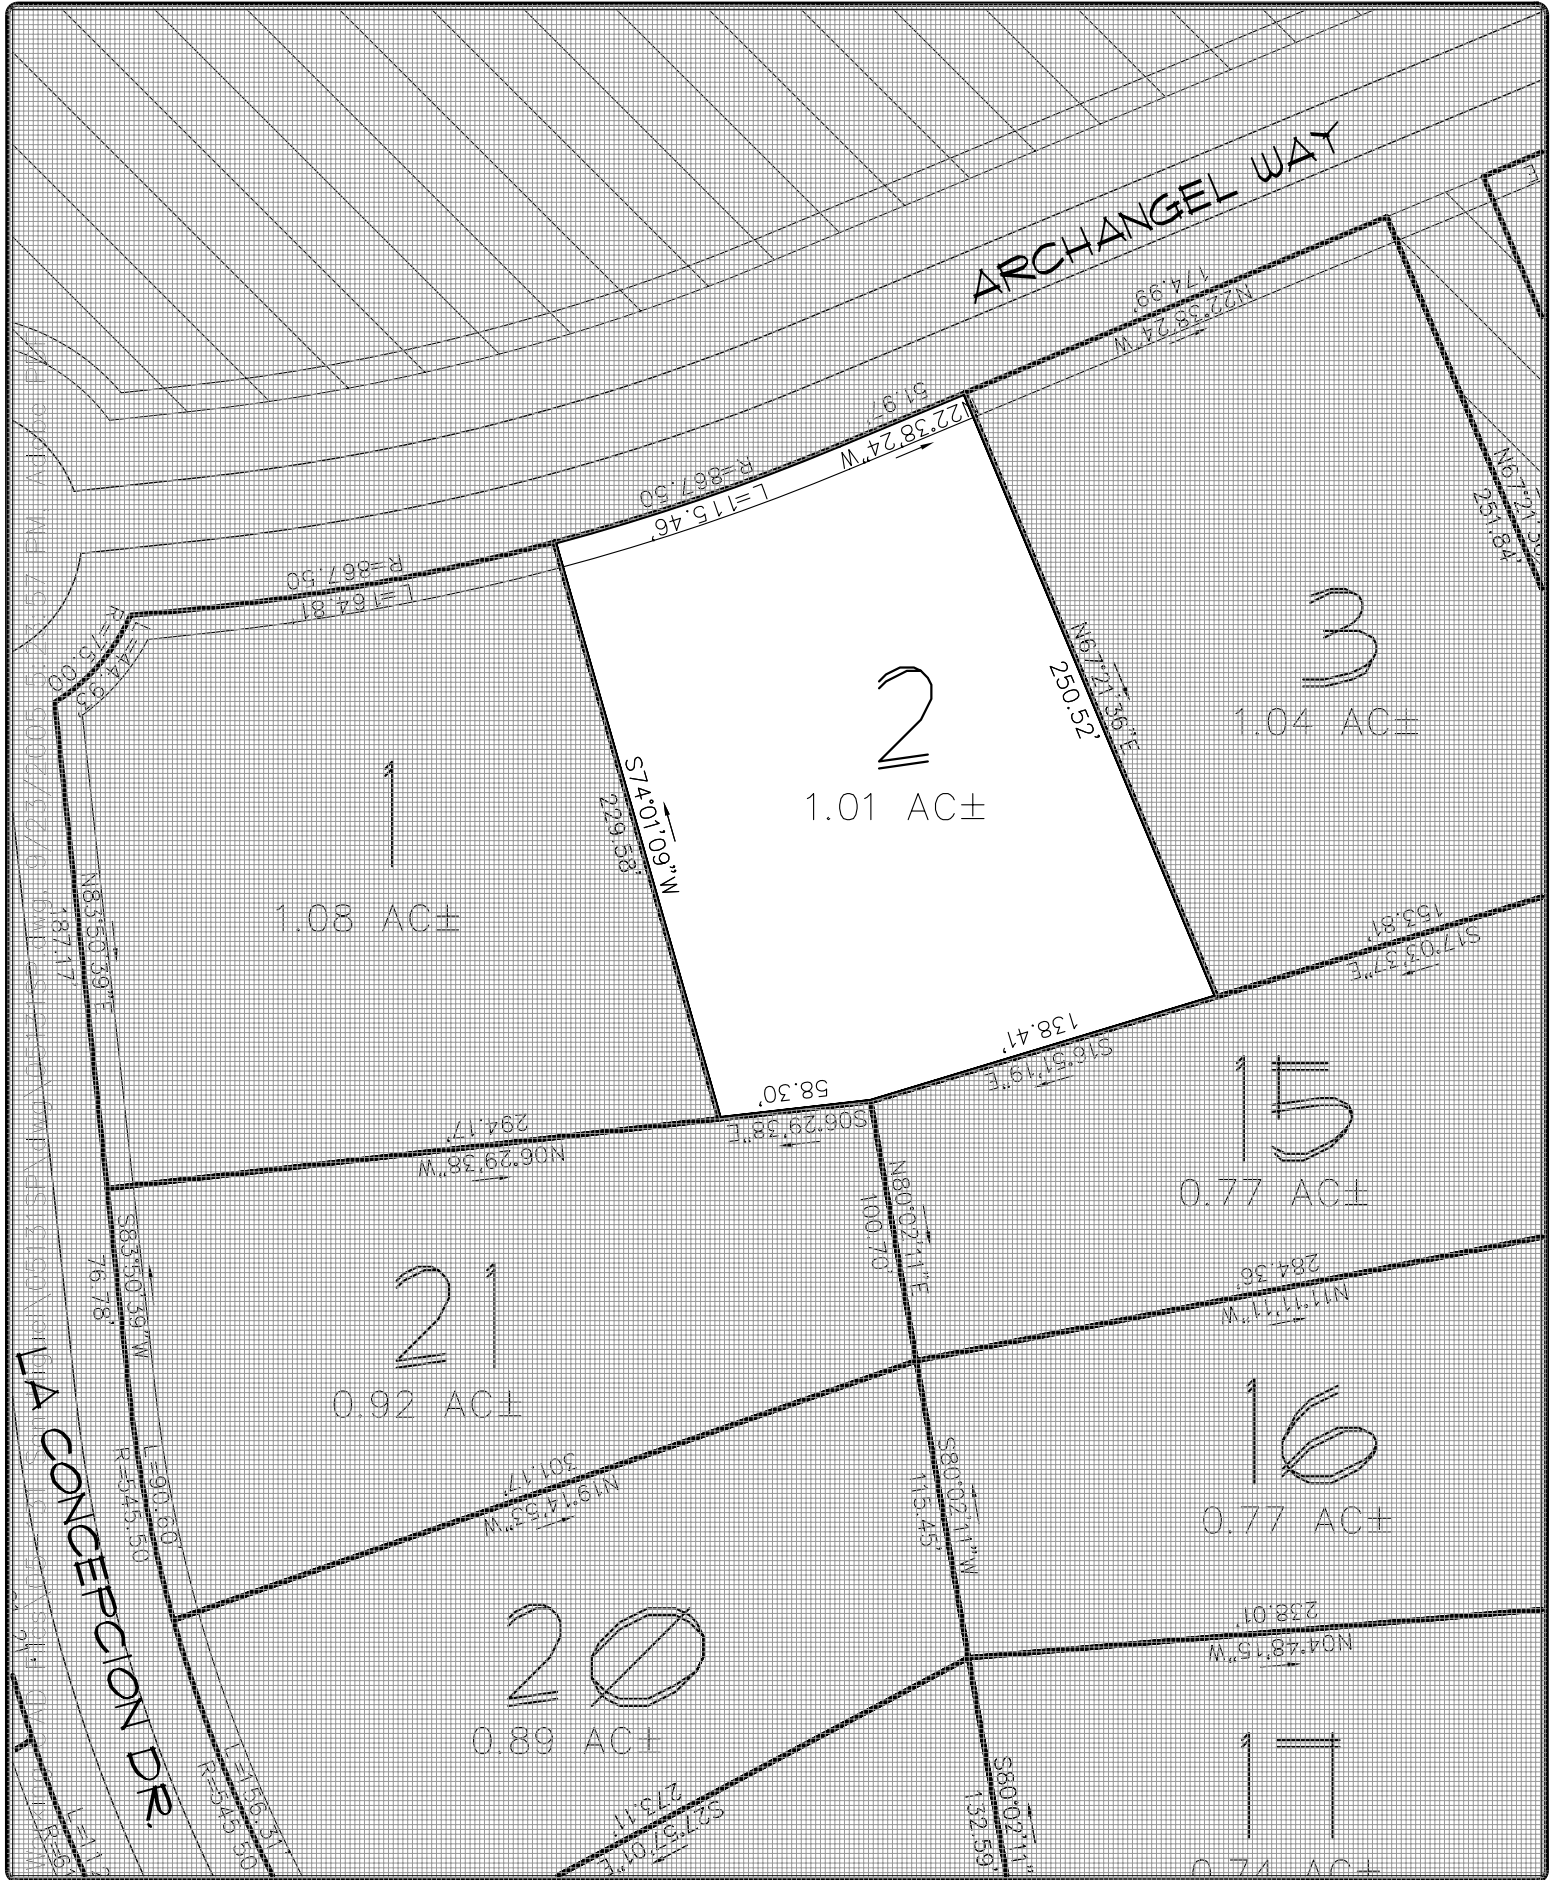 ARCHANGEL WAY
174.99'
N22°38'24"W
51.97'
22°38'24"W
R=867.50
L=115.46'
R=867.50
L=164.81
R=75.00
L=44.93
N67°21'36"E
250.52'
251.84'
2
1.01 AC±
3
1.04 AC±
S74°01'09"W
229.58'
1
1.08 AC±
N83°50'39"E
187.17
153.81'
S17°03'37"E
138.41'
S16°51'19"E
58.30'
S06°29'38"E
294.17'
N06°29'38"W
15
0.77 AC±
N80°02'11"E
100.70'
S83°50'39"W
76.78'
21
0.92 AC±
284.36'
N11°11'11"W
LA CONCEPCION DR.
L=90.60'
R=545.50
301.17'
N19°14'53"W
S80°02'11"W
115.45'
16
0.77 AC±
238.01'
N04°48'15"W
20
0.89 AC±
17
0.74 AC±
L=156.31'
R=545.50
273.11'
S27°57'01"E
S80°02'11"
132.59'